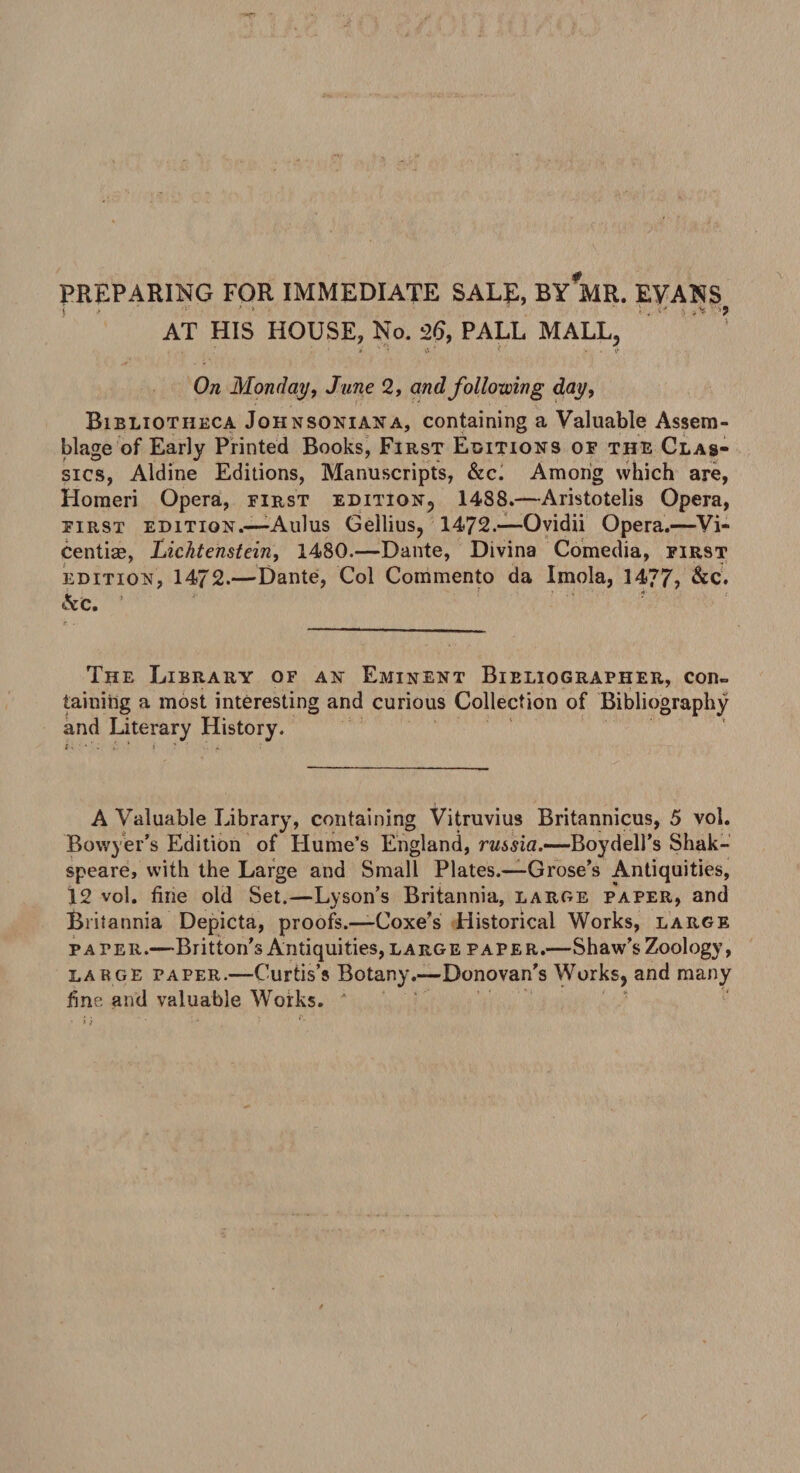 PREPARING FOR IMMEDIATE SALE, BY MR. EVANS,
AT HIS HOUSE, No. 26, PALL MALL,
On Monday, June 2, and following day,
BIBLIOTHECA JOHNSONIANA, containing a Valuable Assem-
blage of Early Printed Books, FIRST EDITIONS OF THE CLAS-
SICS, Aldine Editions, Manuscripts, &c. Among which are,
Homeri Opera, FIRST EDITION, 1488.—Aristotelis Opera,
FIRST EDITION.—Aulus Gellius, 1472.—Ovidii Opera.—Vi-
centiæ, Lichtenstein, 1480.—Dante, Divina Comedia, FIRST
EDITION, 1472.—Dante, Col Commento da Imola, 1477, &c.
&c.
THE LIBRARY OF AN EMINENT BIBLIOGRAPHER, con-
taining a most interesting and curious Collection of Bibliography
and Literary History.
A Valuable Library, containing Vitruvius Britannicus, 5 vol.
Bowyer's Edition of Hume's England, russia.—Boydell's Shak-
speare, with the Large and Small Plates.—Grose's Antiquities,
12 vol. fine old Set.—Lyson's Britannia, LARGE PAPER, and
Britannia Depicta, proofs.—Coxe's Historical Works, LARGE
PAPER.—Britton's Antiquities, LARGE PAPER.—Shaw's Zoology,
LARGE PAPER.—Curtis's Botany.—Donovan's Works, and many
fine and valuable Works.